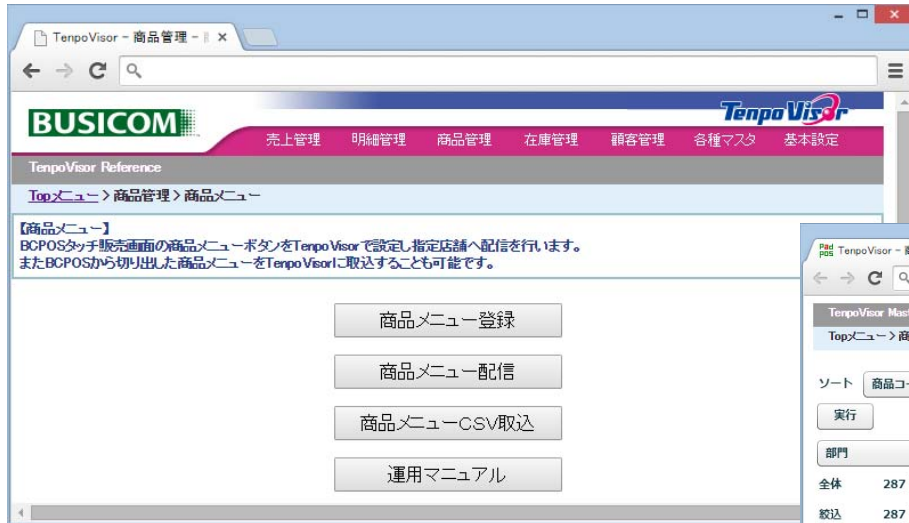 TenpoVisor - 商品管理 -
BUSICOM
TenpoVisor
売上管理 明細管理 商品管理 在庫管理 顧客管理 各種マスタ 基本設定
TenpoVisor Reference
Topメニュー > 商品管理 > 商品メニュー
【商品メニュー】
BCPOSタッチ販売画面の商品メニューボタンをTenpoVisorで設定し指定店舗へ配信を行います。
またBCPOSから切り出した商品メニューをTenpoVisorに取込することも可能です。
商品メニュー登録
商品メニュー配信
商品メニューCSV取込
運用マニュアル
Pad pos TenpoVisor -
TenpoVisor Mas
Topメニュー > 商
ソート 商品コー
実行
部門
全体 287
絞込 287